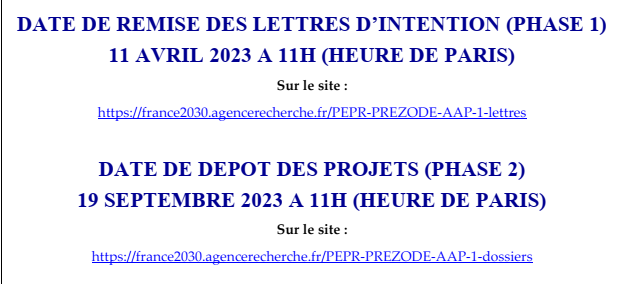 DATE DE REMISE DES LETTRES D’INTENTION (PHASE 1)
11 AVRIL 2023 A 11H (HEURE DE PARIS)
Sur le site :
https://france2030.agencerecherche.fr/PEPR-PREZODE-AAP-1-lettres
DATE DE DEPOT DES PROJETS (PHASE 2)
19 SEPTEMBRE 2023 A 11H (HEURE DE PARIS)
Sur le site :
https://france2030.agencerecherche.fr/PEPR-PREZODE-AAP-1-dossiers